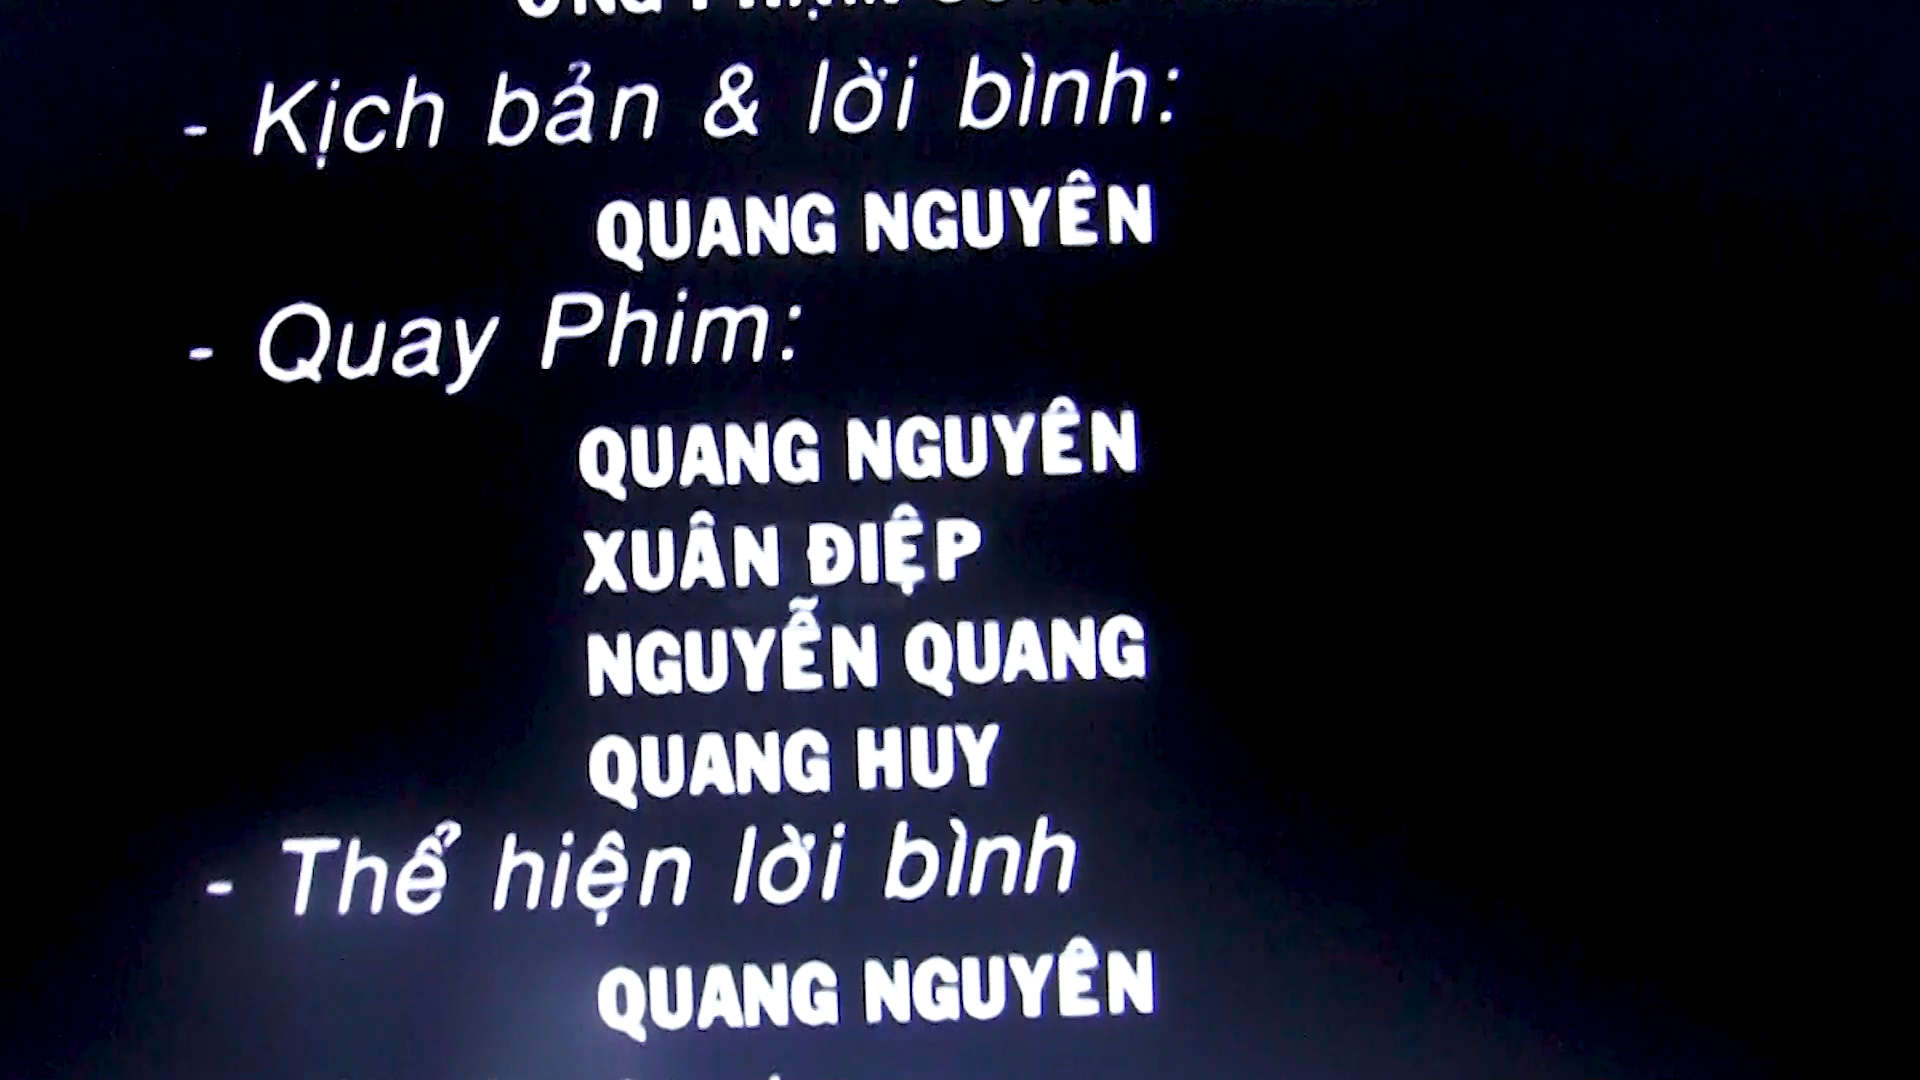 - Kịch bản & lời bình:
QUANG NGUYÊN
- Quay Phim:
QUANG NGUYÊN
XUÂN ĐIỆP
NGUYỄN QUANG
QUANG HUY
- Thể hiện lời bình
QUANG NGUYÊN